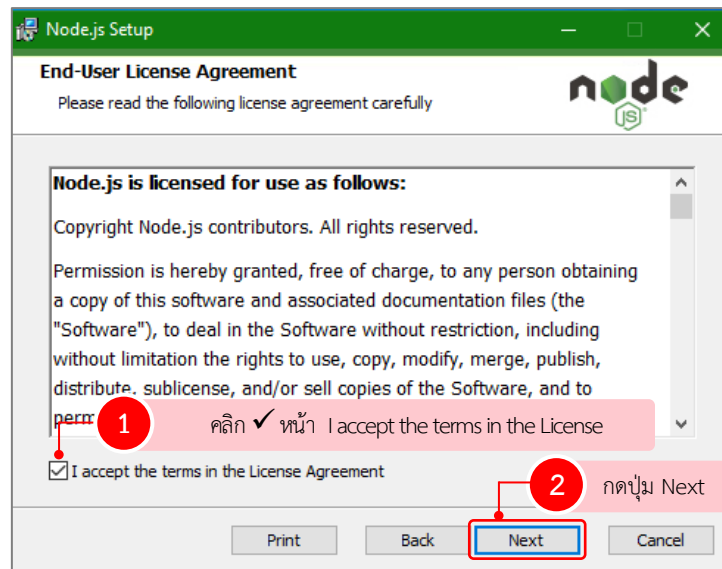 Node.js Setup
End-User License Agreement
Please read the following license agreement carefully
node
JS
Node.js is licensed for use as follows:
Copyright Node.js contributors. All rights reserved.
Permission is hereby granted, free of charge, to any person obtaining
a copy of this software and associated documentation files (the
"Software"), to deal in the Software without restriction, including
without limitation the rights to use, copy, modify, merge, publish,
distribute, sublicense, and/or sell copies of the Software, and to
perm
1 คลิก ✓ หน้า I accept the terms in the License
I accept the terms in the License Agreement
2 กดปุ่ม Next
Print Back Next Cancel